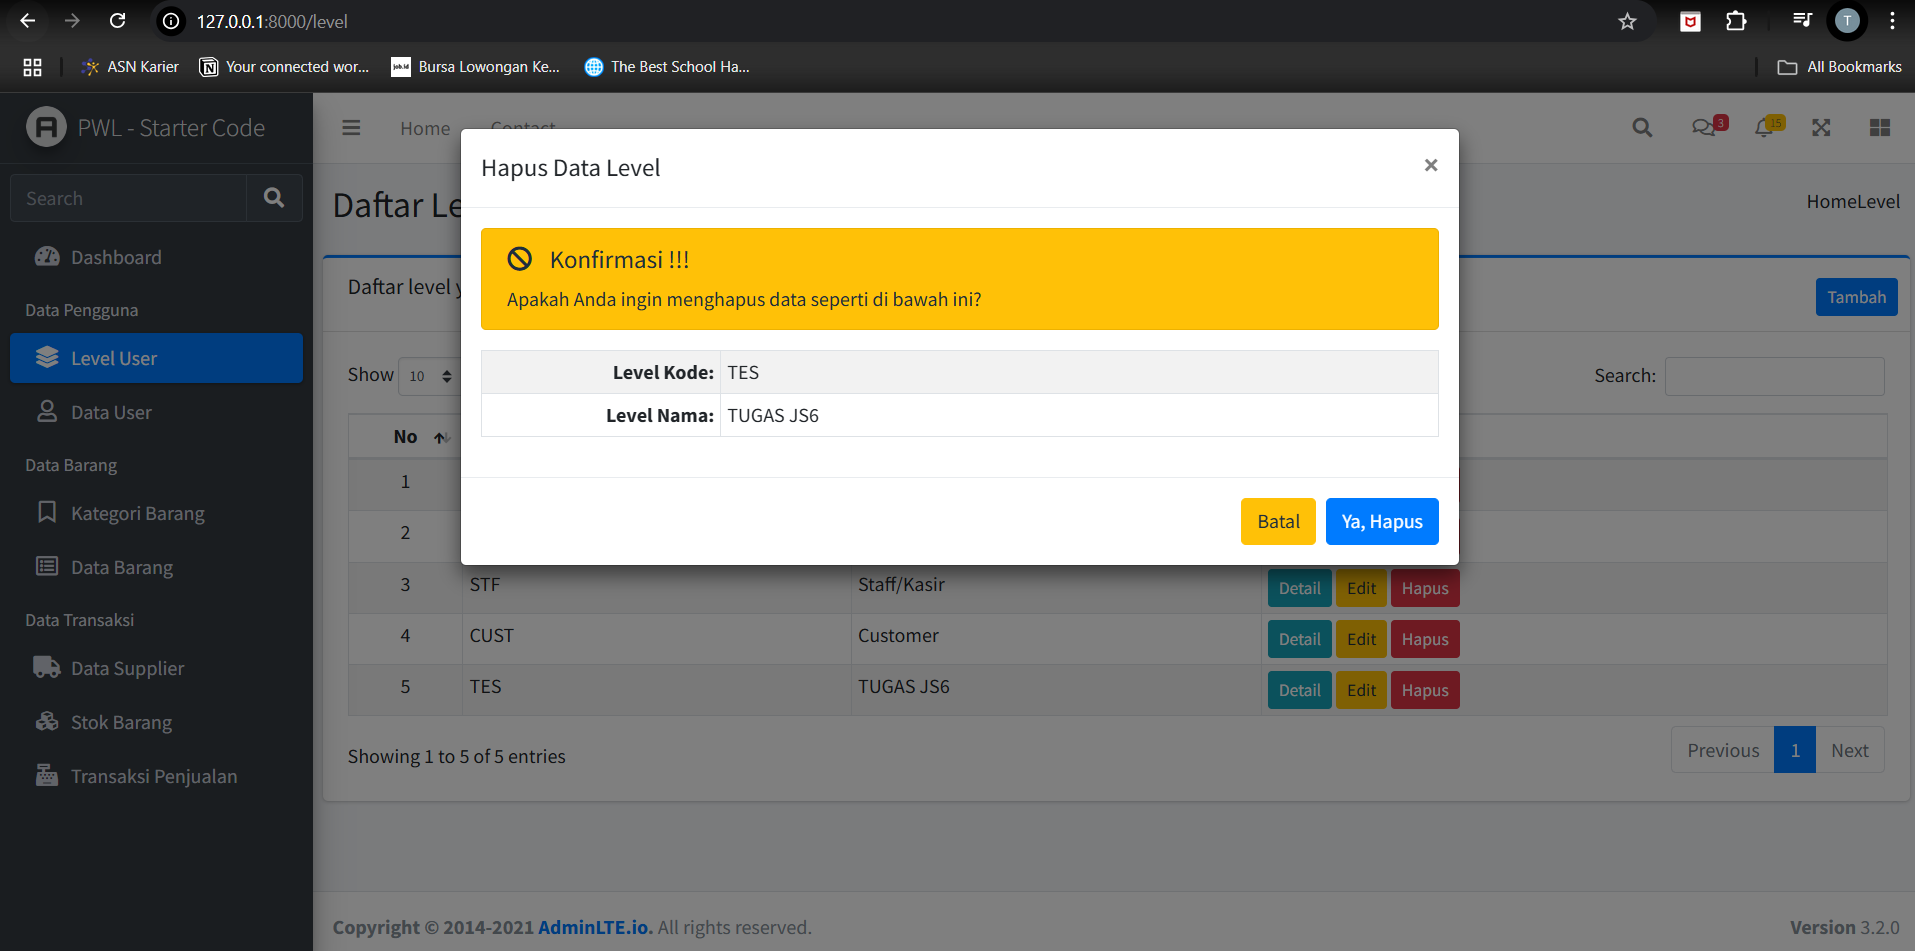 127.0.0.1:8000/level
T
ASN Karier
Your connected wor...
Bursa Lowongan Ke...
The Best School Ha...
All Bookmarks
PWL - Starter Code
Home
Contact
3
15
Search
Hapus Data Level
×
Daftar Le
HomeLevel
Dashboard
Konfirmasi !!!
Apakah Anda ingin menghapus data seperti di bawah ini?
Data Pengguna
Daftar level y
Tambah
Level User
Show 10
Search:
Level Kode: TES
Level Nama: TUGAS JS6
Data User
No
Data Barang
1
Kategori Barang
2
Batal
Ya, Hapus
Data Barang
3 STF Staff/Kasir Detail Edit Hapus
Data Transaksi
4 CUST Customer Detail Edit Hapus
Data Supplier
5 TES TUGAS JS6 Detail Edit Hapus
Stok Barang
Showing 1 to 5 of 5 entries
Previous 1 Next
Transaksi Penjualan
Copyright © 2014-2021 AdminLTE.io. All rights reserved.
Version 3.2.0